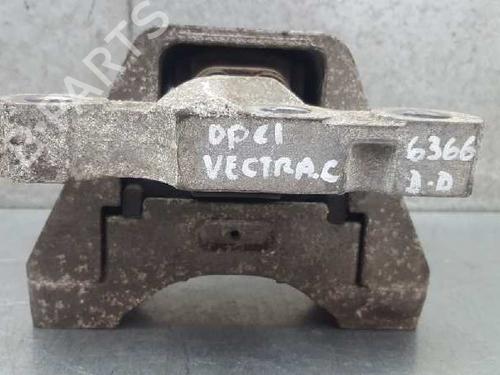 B-PARTS
OPEl
VECTRA.C
6366
D.D